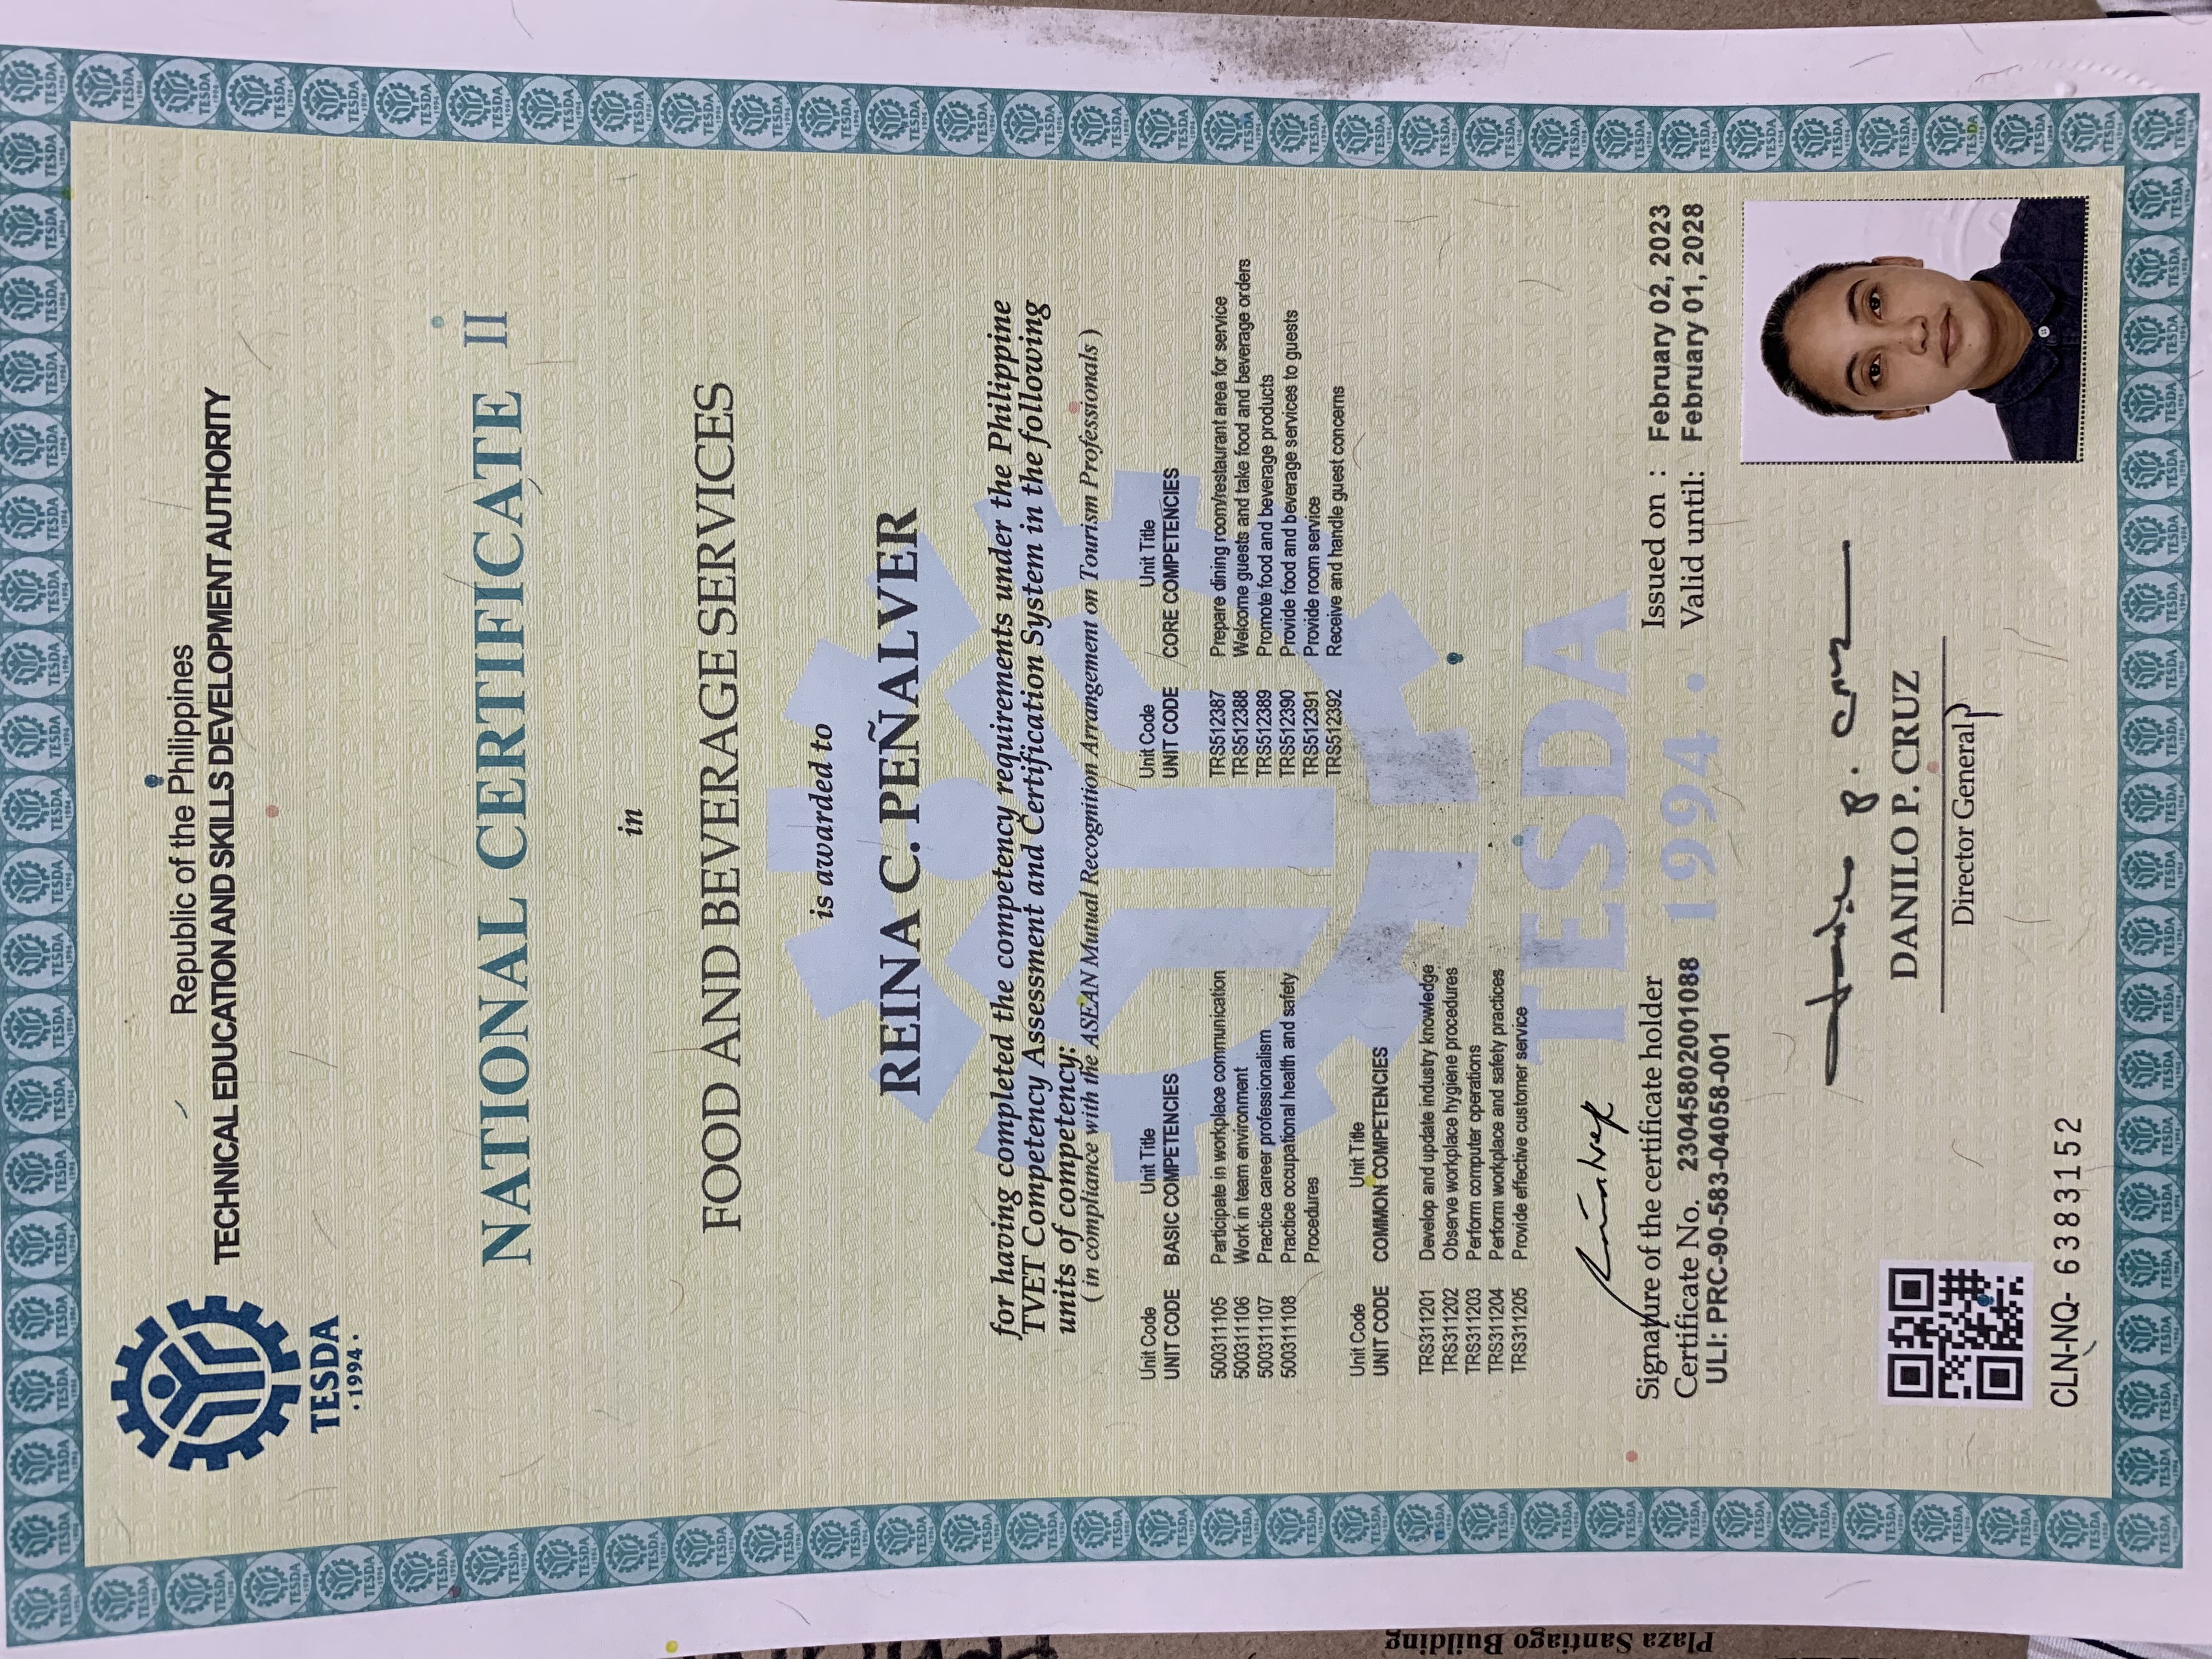 TESDA
· 1994 ·
Republic of the Philippines
TECHNICAL EDUCATION AND SKILLS DEVELOPMENT AUTHORITY
NATIONAL CERTIFICATE II
in
FOOD AND BEVERAGE SERVICES
is awarded to
REINA C. PEÑALVER
for having completed the competency requirements under the Philippine
TVET Competency Assessment and Certification System in the following
units of competency:
( in compliance with the ASEAN Mutual Recognition Arrangement on Tourism Professionals )
Unit Code Unit Title
UNIT CODE BASIC COMPETENCIES
500311105 Participate in workplace communication
500311106 Work in team environment
500311107 Practice career professionalism
500311108 Practice occupational health and safety
Procedures
Unit Code Unit Title
UNIT CODE COMMON COMPETENCIES
TRS311201 Develop and update industry knowledge
TRS311202 Observe workplace hygiene procedures
TRS311203 Perform computer operations
TRS311204 Perform workplace and safety practices
TRS311205 Provide effective customer service
Unit Code Unit Title
UNIT CODE CORE COMPETENCIES
TRS512387 Prepare dining room/restaurant area for service
TRS512388 Welcome guests and take food and beverage orders
TRS512389 Promote food and beverage products
TRS512390 Provide food and beverage services to guests
TRS512391 Provide room service
TRS512392 Receive and handle guest concerns
TESDA
1994 ·
Signature of the certificate holder
Certificate No. 23045802001088
ULI: PRC-90-583-04058-001
Issued on : February 02, 2023
Valid until: February 01, 2028
DANILO P. CRUZ
Director General
CLN-NQ- 6383152
Plaza Santiago Building